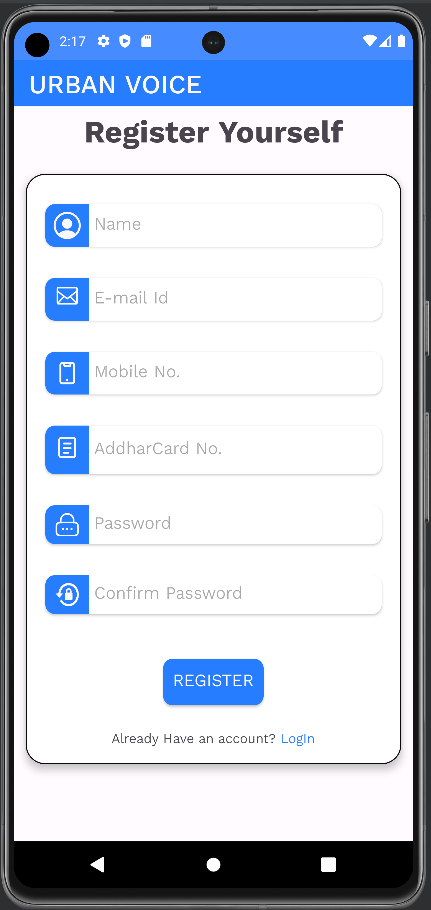 2:17
URBAN VOICE
Register Yourself
Name
E-mail Id
Mobile No.
AddharCard No.
Password
Confirm Password
REGISTER
Already Have an account? LogIn